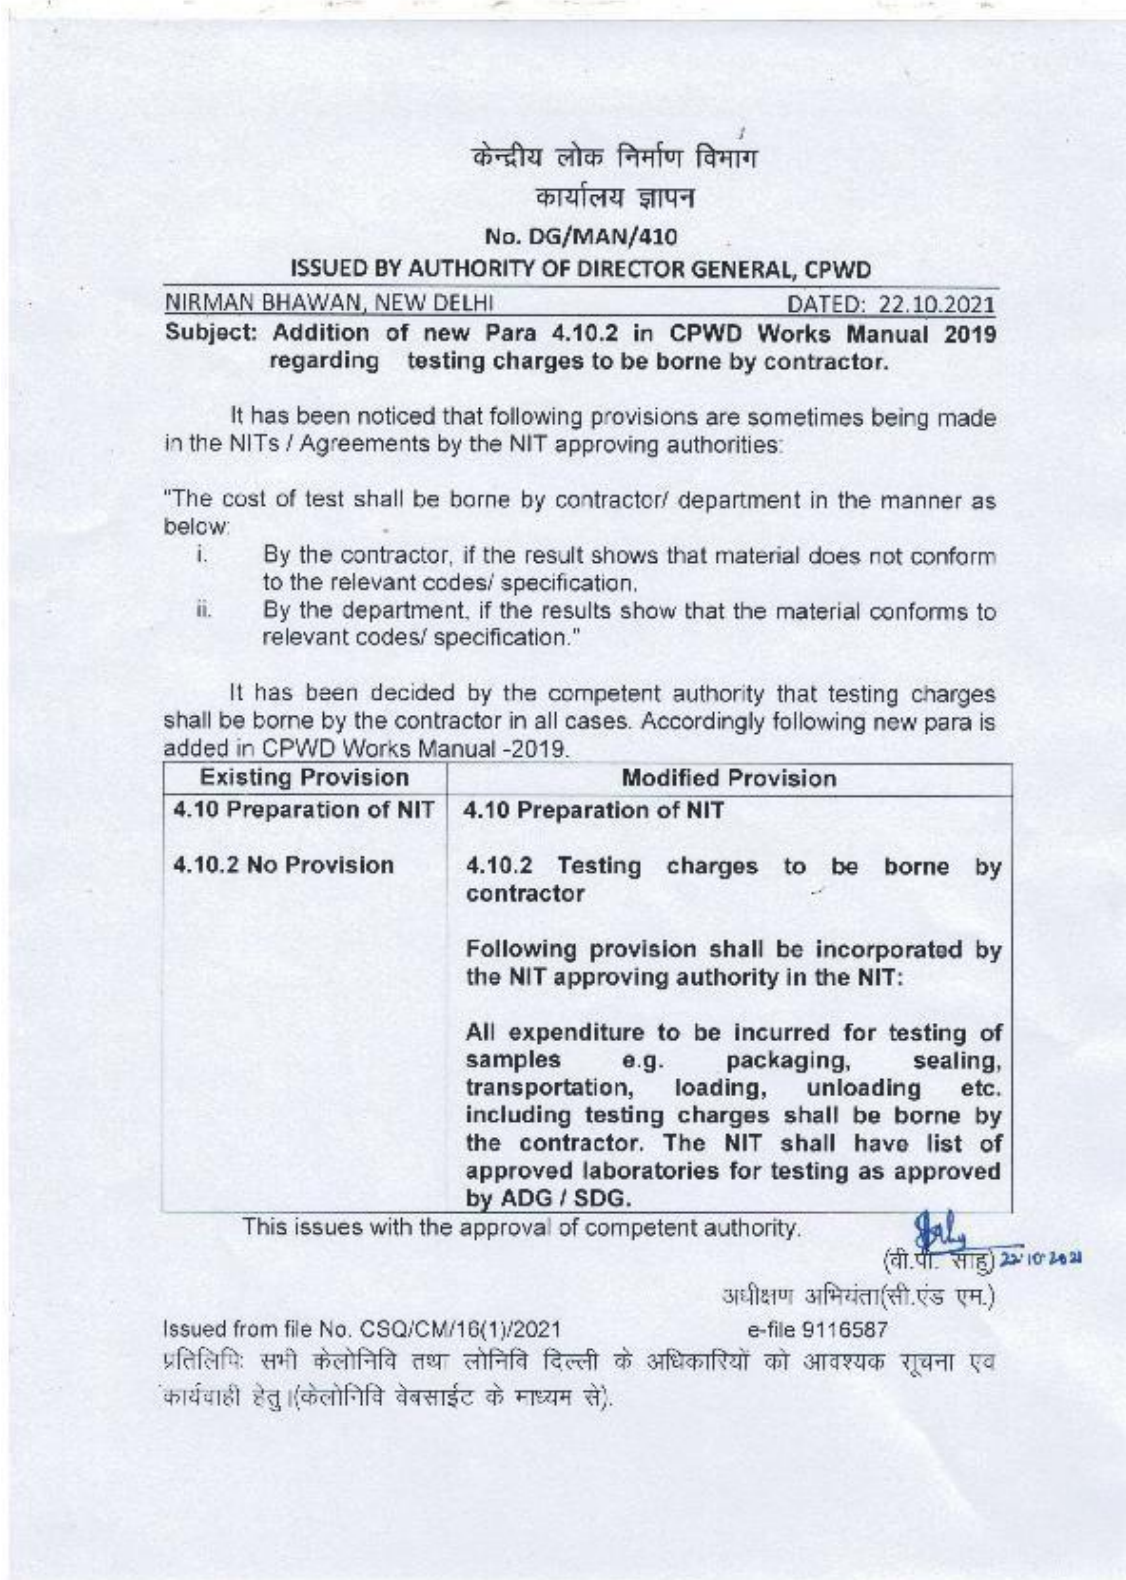 केन्द्रीय लोक निर्माण विभाग
कार्यालय ज्ञापन
No. DG/MAN/410
ISSUED BY AUTHORITY OF DIRECTOR GENERAL, CPWD
NIRMAN BHAWAN, NEW DELHI DATED: 22.10.2021
Subject: Addition of new Para 4.10.2 in CPWD Works Manual 2019
regarding testing charges to be borne by contractor.
It has been noticed that following provisions are sometimes being made
in the NITs / Agreements by the NIT approving authorities:
"The cost of test shall be borne by contractor/ department in the manner as
below:
i. By the contractor, if the result shows that material does not conform
to the relevant codes/ specification.
ii. By the department, if the results show that the material conforms to
relevant codes/ specification."
It has been decided by the competent authority that testing charges
shall be borne by the contractor in all cases. Accordingly following new para is
added in CPWD Works Manual -2019.
Existing Provision Modified Provision
4.10 Preparation of NIT 4.10 Preparation of NIT
4.10.2 No Provision 4.10.2 Testing charges to be borne by
contractor
Following provision shall be incorporated by
the NIT approving authority in the NIT:
All expenditure to be incurred for testing of
samples e.g. packaging, sealing,
transportation, loading, unloading etc.
including testing charges shall be borne by
the contractor. The NIT shall have list of
approved laboratories for testing as approved
by ADG / SDG.
This issues with the approval of competent authority.
(वी.पी. साहु) 22.10.2021
अधीक्षण अभियंता(सी.एंड एम.)
Issued from file No. CSQ/CM/16(1)/2021 e-file 9116587
प्रतिलिपि: सभी केलोनिवि तथा लोनिवि दिल्ली के अधिकारियों को आवश्यक सूचना एव
कार्यवाही हेतु।(केलोनिवि वेबसाईट के माध्यम से).